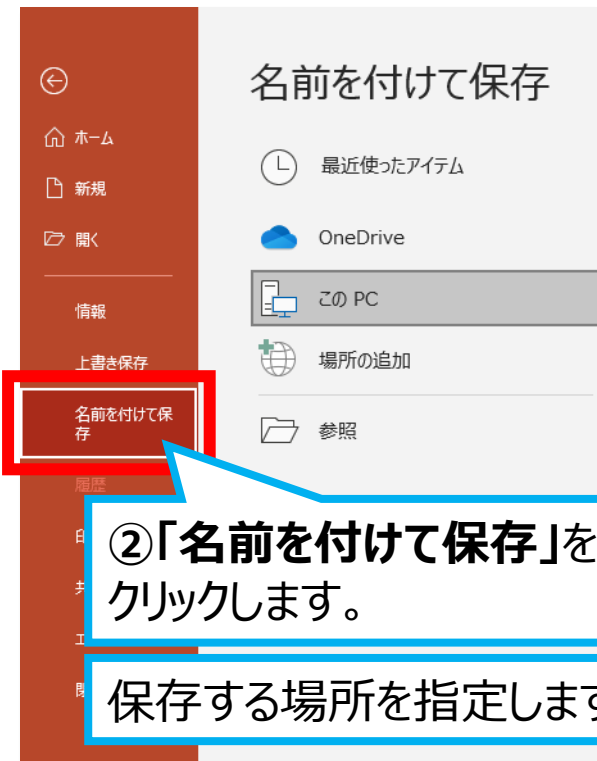 名前を付けて保存
ホーム
新規
開く
情報
上書き保存
名前を付けて保
存
履歴
最近使ったアイテム
OneDrive
この PC
場所の追加
参照
②「名前を付けて保存」を
クリックします。
保存する場所を指定しま